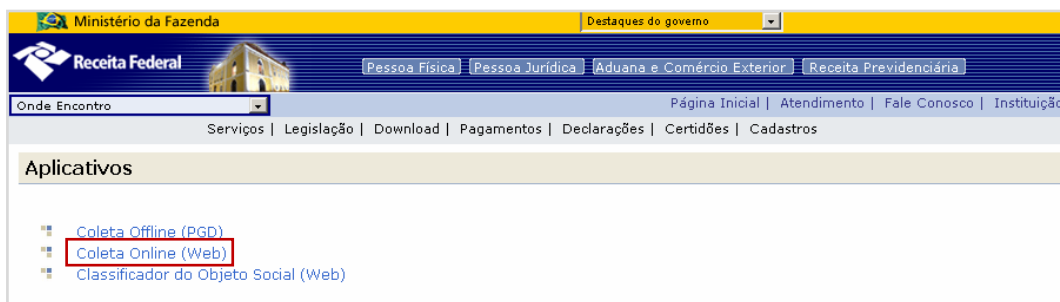 Ministério da Fazenda
Destaques do governo
Receita Federal
Pessoa Física Pessoa Jurídica Aduana e Comércio Exterior Receita Previdenciária
Onde Encontro
Página Inicial | Atendimento | Fale Conosco | Instituição
Serviços | Legislação | Download | Pagamentos | Declarações | Certidões | Cadastros
Aplicativos
Coleta Offline (PGD)
Coleta Online (Web)
Classificador do Objeto Social (Web)